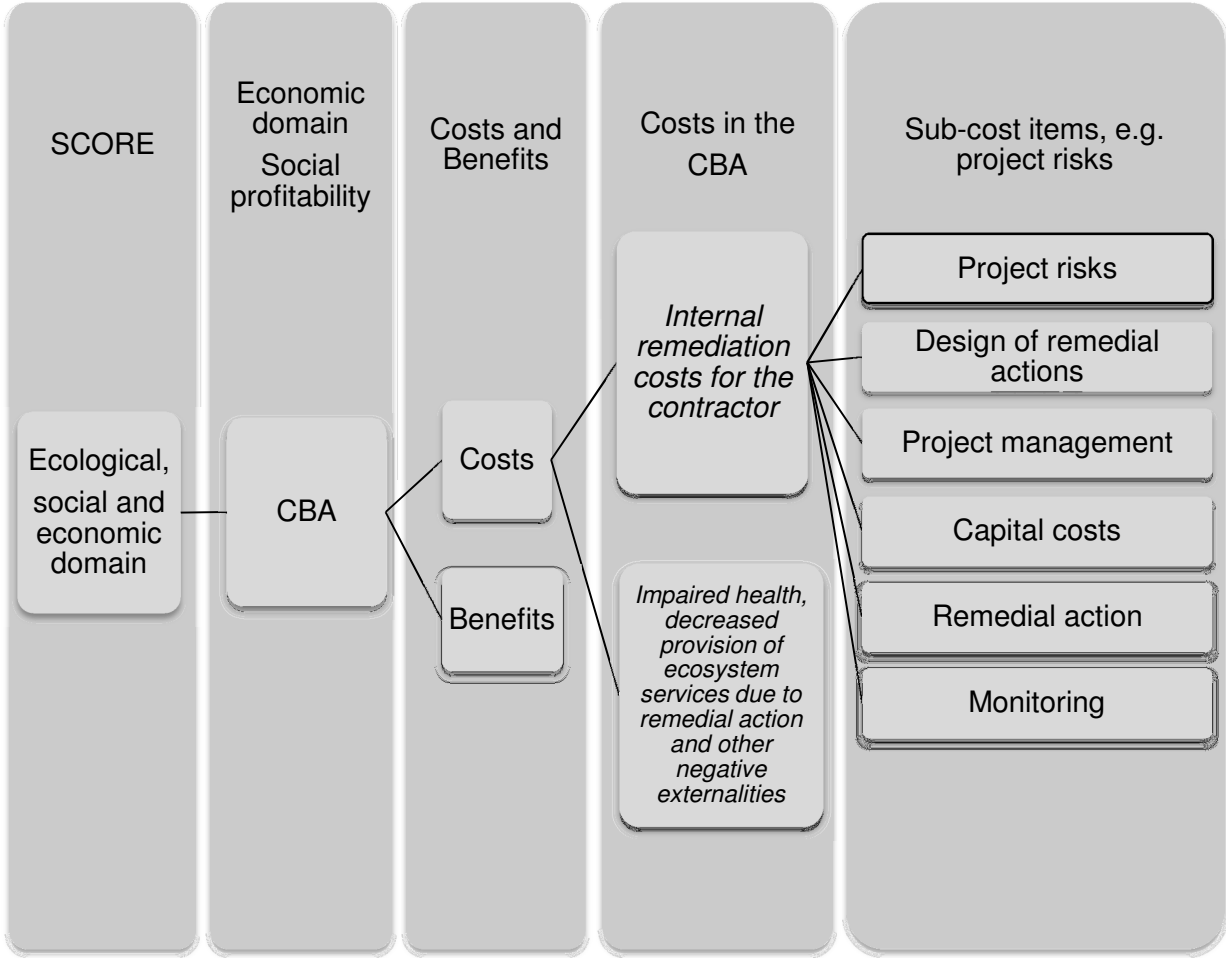 SCORE
Economic
domain
Social
profitability
Costs and
Benefits
Costs in the
CBA
Sub-cost items, e.g.
project risks
Ecological,
social and
economic
domain
CBA
Costs
Benefits
Internal
remediation
costs for the
contractor
Impaired health,
decreased
provision of
ecosystem
services due to
remedial action
and other
negative
externalities
Project risks
Design of remedial
actions
Project management
Capital costs
Remedial action
Monitoring